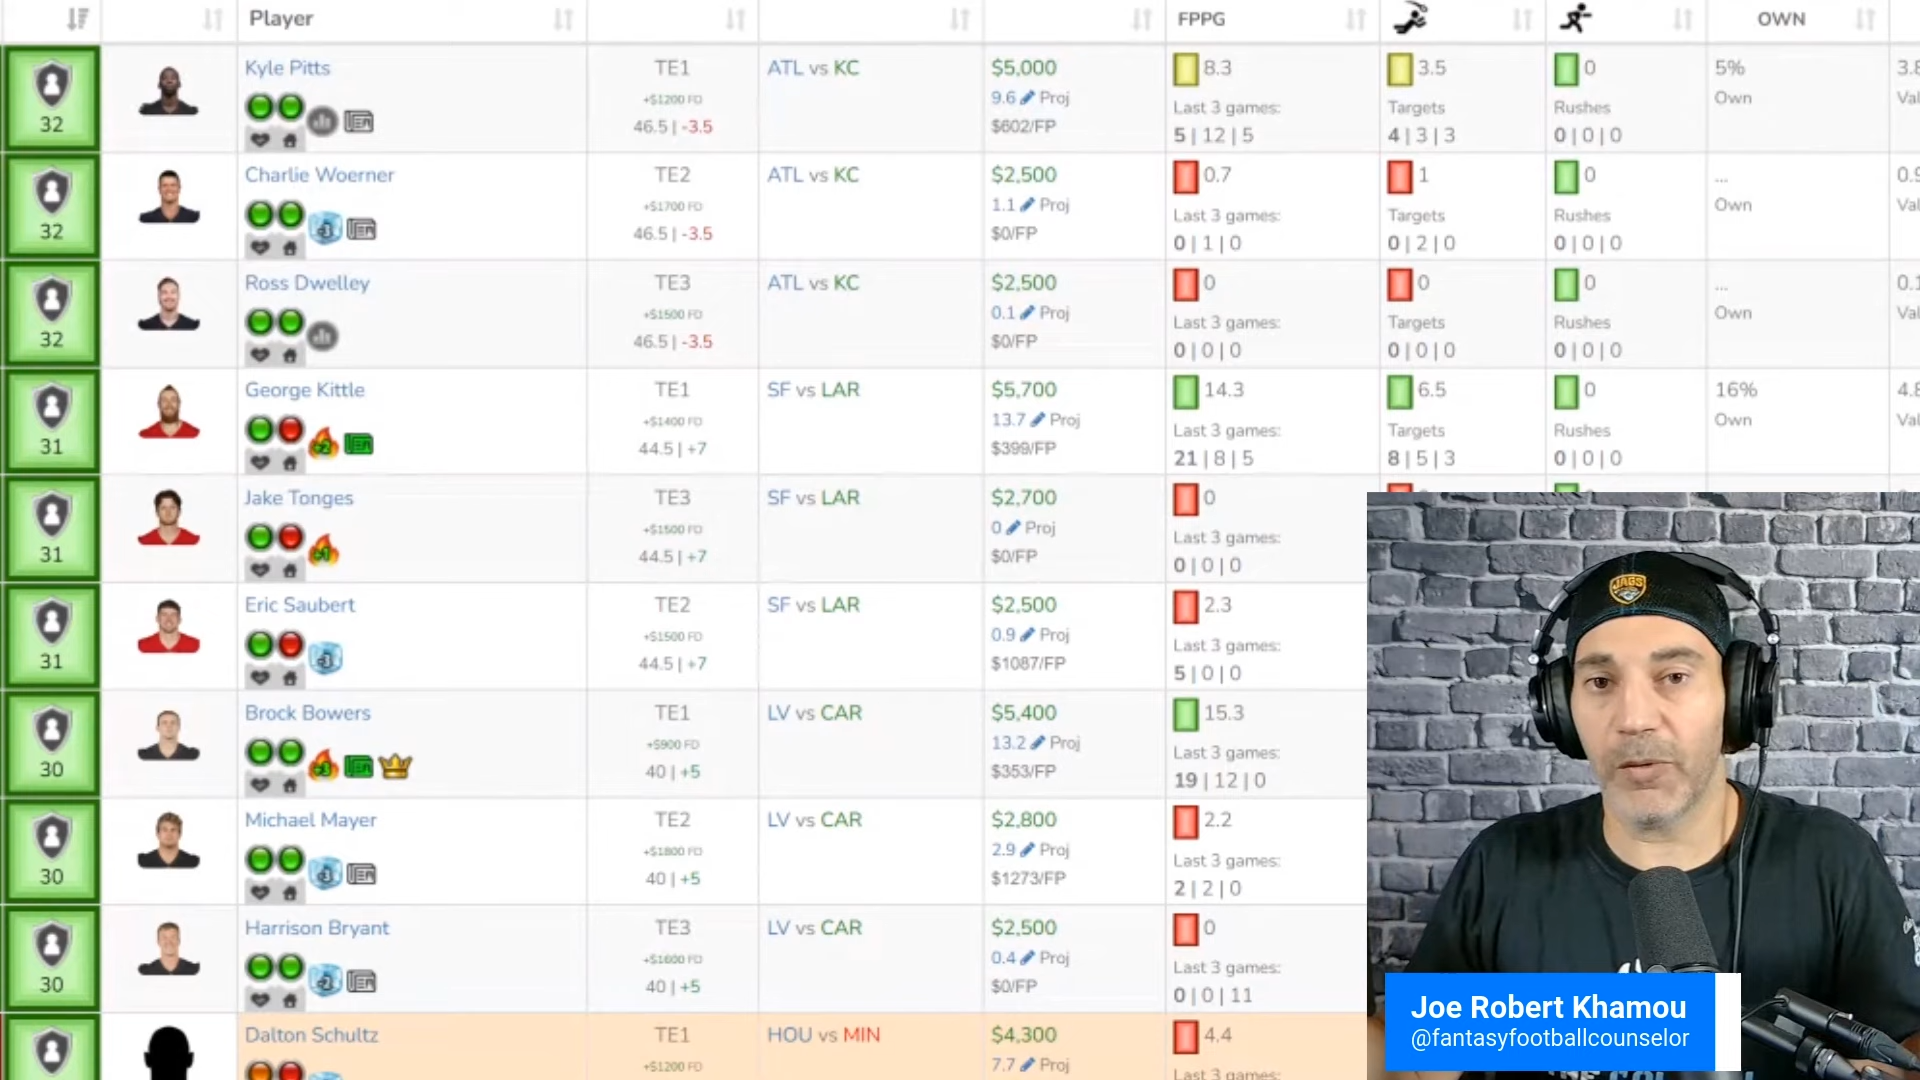 Player FPPG OWN
32 Kyle Pitts TE1 ATL vs KC $5,000 8.3 3.5 0 5% 3.8
+$1200 FD 9.6 Proj Last 3 games: Targets Rushes Own Val
46.5 | -3.5 $602/FP 5 | 12 | 5 4 | 3 | 3 0 | 0 | 0
32 Charlie Woerner TE2 ATL vs KC $2,500 0.7 1 0 ... 0.9
+$1700 FD 1.1 Proj Last 3 games: Targets Rushes Own Val
46.5 | -3.5 $0/FP 0 | 1 | 0 0 | 2 | 0 0 | 0 | 0
32 Ross Dwelley TE3 ATL vs KC $2,500 0 0 0 ... 0.1
+$1500 FD 0.1 Proj Last 3 games: Targets Rushes Own Val
46.5 | -3.5 $0/FP 0 | 0 | 0 0 | 0 | 0 0 | 0 | 0
31 George Kittle TE1 SF vs LAR $5,700 14.3 6.5 0 16% 4.8
+$1400 FD 13.7 Proj Last 3 games: Targets Rushes Own Val
44.5 | +7 $399/FP 21 | 8 | 5 8 | 5 | 3 0 | 0 | 0
31 Jake Tonges TE3 SF vs LAR $2,700 0
+$1500 FD 0 Proj Last 3 games:
44.5 | +7 $0/FP 0 | 0 | 0
31 Eric Saubert TE2 SF vs LAR $2,500 2.3
+$1500 FD 0.9 Proj Last 3 games:
44.5 | +7 $1087/FP 5 | 0 | 0
30 Brock Bowers TE1 LV vs CAR $5,400 15.3
+$900 FD 13.2 Proj Last 3 games:
40 | +5 $353/FP 19 | 12 | 0
30 Michael Mayer TE2 LV vs CAR $2,800 2.2
+$1800 FD 2.9 Proj Last 3 games:
40 | +5 $1273/FP 2 | 2 | 0
30 Harrison Bryant TE3 LV vs CAR $2,500 0
+$1600 FD 0.4 Proj Last 3 games:
40 | +5 $0/FP 0 | 0 | 11
Dalton Schultz TE1 HOU vs MIN $4,300 4.4
+$1200 FD 7.7 Proj Last 3 games:
JAGS
Joe Robert Khamou
@fantasyfootballcounselor